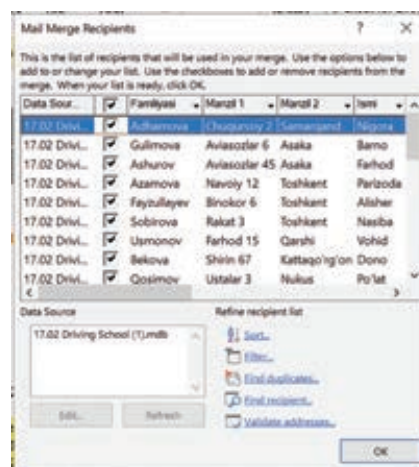 Mail Merge Recipients ? ×
This is the list of recipients that will be used in your merge. Use the options below to
add to or change your list. Use the checkboxes to add or remove recipients from the
merge. When your list is ready, click OK.
Data Sour... Familyasi Manzil 1 Manzil 2 Ismi
17.02 Drivi... Adhamova Samarqand Nigora
17.02 Drivi... Gulimova Aviasozlar 6 Asaka Barno
17.02 Drivi... Ashurov Aviasozlar 45 Asaka Farhod
17.02 Drivi... Azamova Navoiy 12 Toshkent Parizoda
17.02 Drivi... Fayzullayev Binokor 6 Toshkent Alisher
17.02 Drivi... Sobirova Rakat 3 Toshkent Nasiba
17.02 Drivi... Usmonov Farhod 15 Qarshi Vohid
17.02 Drivi... Bekova Shirin 67 Kattaqo'rg'on Dono
17.02 Drivi... Qosimov Ustalar 3 Nukus Po'lat
Data Source Refine recipient list
17.02 Driving School (1).mdb
Sort...
Filter...
Find duplicates...
Find recipient...
Validate addresses...
Edit... Refresh
OK